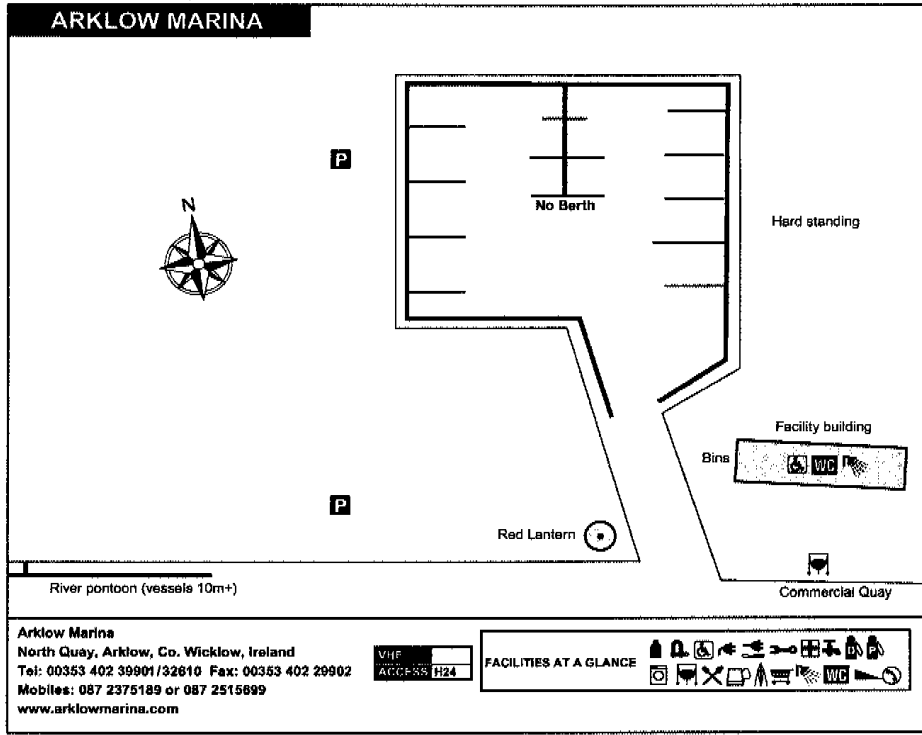 ARKLOW MARINA
P
N
No Berth
Hard standing
Facility building
Bins
WC
P
Red Lantern
River pontoon (vessels 10m+)
Commercial Quay
Arklow Marina
North Quay, Arklow, Co. Wicklow, Ireland
Tel: 00353 402 39901/32610 Fax: 00353 402 29902
Mobiles: 087 2375189 or 087 2515699
www.arklowmarina.com
VHF
ACCESS H24
FACILITIES AT A GLANCE
D P
WC